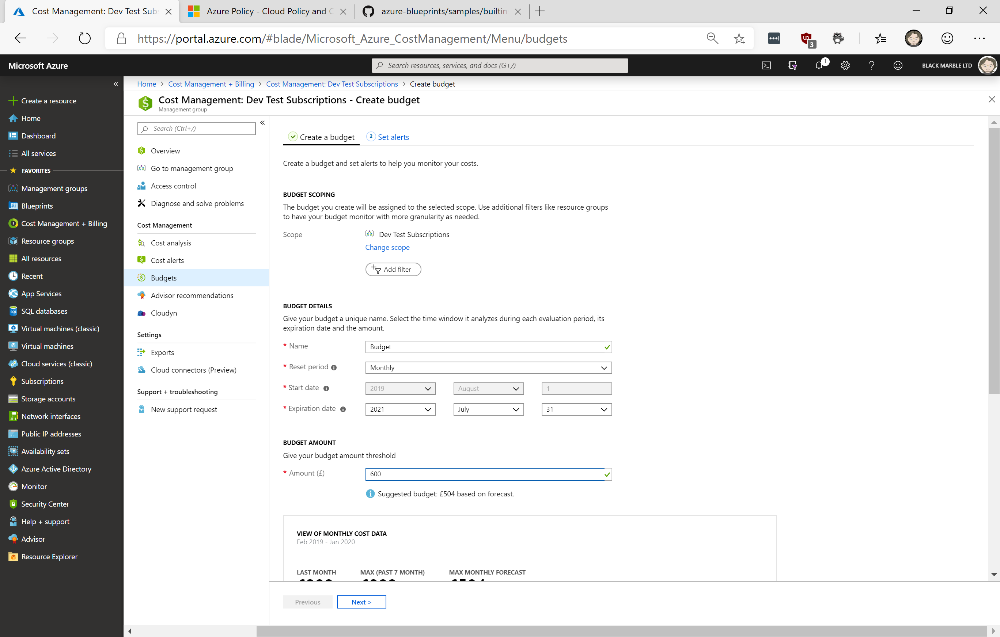 Cost Management: Dev Test Sub
Azure Policy - Cloud Policy and C
azure-blueprints/samples/builtin
https://portal.azure.com/#blade/Microsoft_Azure_CostManagement/Menu/budgets
3
Microsoft Azure
Search resources, services, and docs (G+/)
1
BLACK MARBLE LTD
Create a resource
Home
Dashboard
All services
FAVORITES
Management groups
Blueprints
Cost Management + Billing
Resource groups
All resources
Recent
App Services
SQL databases
Virtual machines (classic)
Virtual machines
Cloud services (classic)
Subscriptions
Storage accounts
Network interfaces
Public IP addresses
Availability sets
Azure Active Directory
Monitor
Security Center
Help + support
Advisor
Resource Explorer
Home > Cost Management + Billing > Cost Management: Dev Test Subscriptions > Create budget
Cost Management: Dev Test Subscriptions - Create budget
Management group
Search (Ctrl+/)
Overview
Go to management group
Access control
Diagnose and solve problems
Cost Management
Cost analysis
Cost alerts
Budgets
Advisor recommendations
Cloudyn
Settings
Exports
Cloud connectors (Preview)
Support + troubleshooting
New support request
Create a budget
2 Set alerts
Create a budget and set alerts to help you monitor your costs.
BUDGET SCOPING
The budget you create will be assigned to the selected scope. Use additional filters like resource groups
to have your budget monitor with more granularity as needed.
Scope Dev Test Subscriptions
Change scope
Add filter
BUDGET DETAILS
Give your budget a unique name. Select the time window it analyzes during each evaluation period, its
expiration date and the amount.
* Name Budget
* Reset period Monthly
* Start date 2019 August 1
* Expiration date 2021 July 31
BUDGET AMOUNT
Give your budget amount threshold
* Amount (£) 600
Suggested budget: £504 based on forecast.
VIEW OF MONTHLY COST DATA
Feb 2019 - Jan 2020
LAST MONTH MAX (PAST 7 MONTH) MAX MONTHLY FORECAST
Previous
Next >